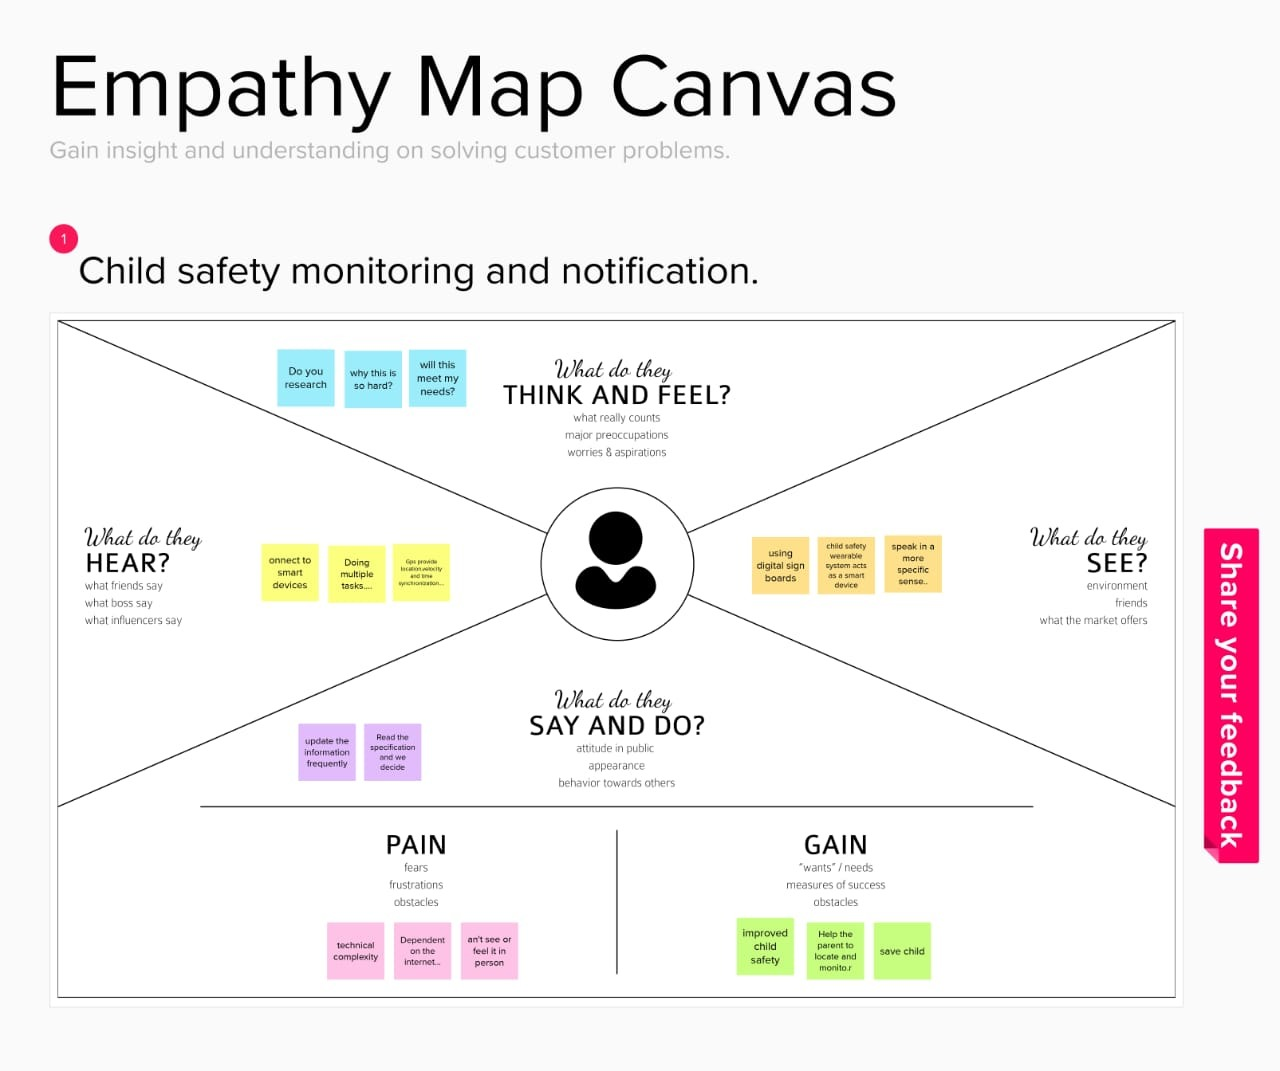 Empathy Map Canvas
Gain insight and understanding on solving customer problems.
1
Child safety monitoring and notification.
Do you
research
why this is
so hard?
will this
meet my
needs?
What do they
THINK AND FEEL?
what really counts
major preoccupations
worries & aspirations
What do they
HEAR?
what friends say
what boss say
what influencers say
onnect to
smart
devices
Doing
multiple
tasks....
Gps provide
location,velocity
and time
synchronization...
using
digital sign
boards
child safety
wearable
system acts
as a smart
device
speak in a
more
specific
sense..
What do they
SEE?
environment
friends
what the market offers
What do they
SAY AND DO?
attitude in public
appearance
behavior towards others
update the
information
frequently
Read the
specification
and we
decide
PAIN
fears
frustrations
obstacles
technical
complexity
Dependent
on the
internet...
an't see or
feel it in
person
GAIN
“wants” / needs
measures of success
obstacles
improved
child
safety
Help the
parent to
locate and
monito.r
save child
Share your feedback